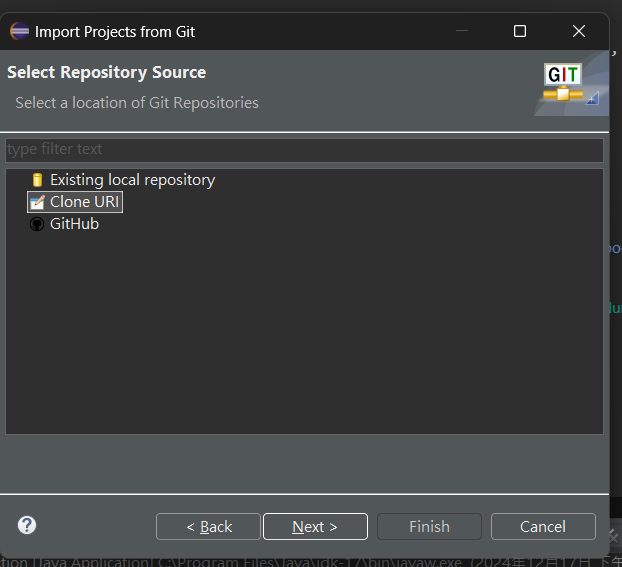 Import Projects from Git
Select Repository Source
Select a location of Git Repositories
GIT
type filter text
Existing local repository
Clone URI
GitHub
< Back
Next >
Finish
Cancel
[Java Application] C:\Program Files\Java\jdk-17\bin\javaw.exe (2024年12月17日 下午